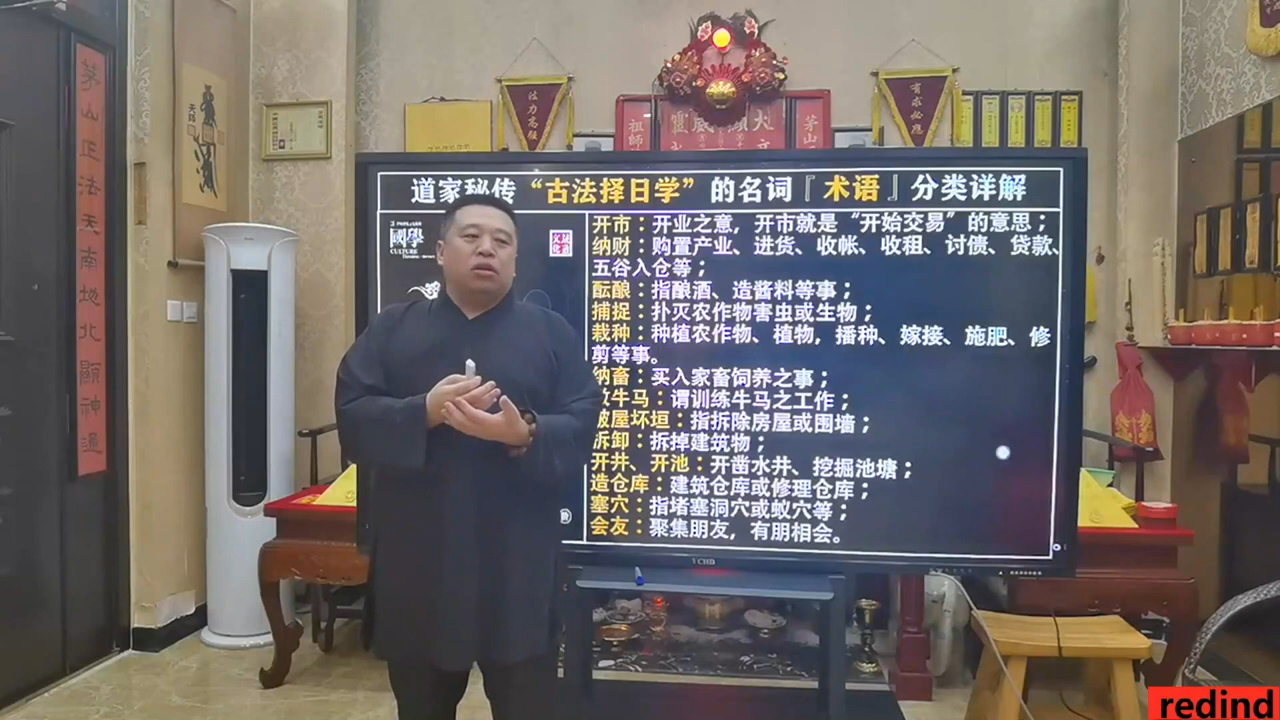 茅山正法天南地北顯神通
法力高强
有求必應
祖師
茅山
道家秘传“古法择日学”的名词『术语』分类详解
國學
CULTURE
开市：开业之意，开市就是“开始交易”的意思；
纳财：购置产业、进货、收帐、收租、讨债、贷款、
五谷入仓等；
酝酿：指酿酒、造酱料等事；
捕捉：扑灭农作物害虫或生物；
栽种：种植农作物、植物，播种、嫁接、施肥、修
剪等事。
纳畜：买入家畜饲养之事；
牛马：谓训练牛马之工作；
破屋坏垣：指拆除房屋或围墙；
拆卸：拆掉建筑物；
开井、开池：开凿水井、挖掘池塘；
造仓库：建筑仓库或修理仓库；
塞穴：指堵塞洞穴或蚁穴等；
会友：聚集朋友，有朋相会。
redind